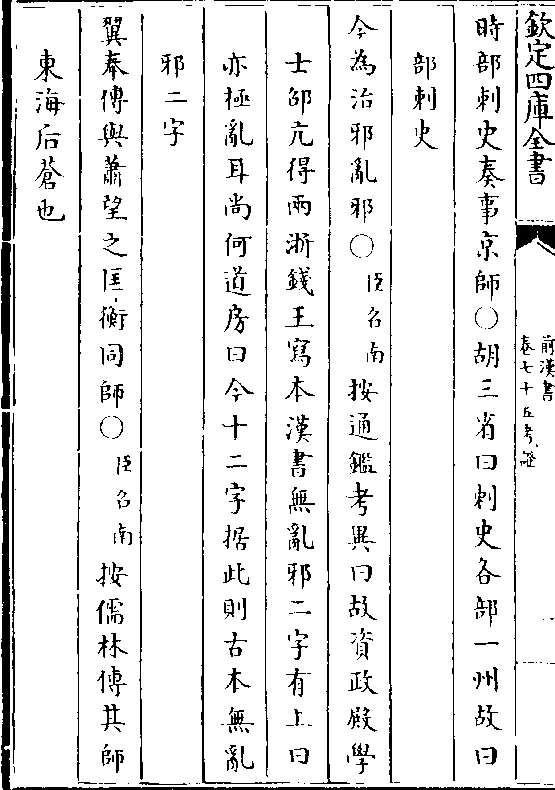 欽定四庫全書
前漢書
卷七十五考證
時部刺史奏事京師○胡三省曰刺史各部一州故曰
部刺史
今為治邪亂邪○臣召南按通鑑考異曰故資政殿學
士邵亢得兩浙錢王寫本漢書無亂邪二字有上曰
亦極亂耳尚何道房曰今十二字据此則古本無亂
邪二字
翼奉傳與蕭望之匡衡同師○臣召南按儒林傳其師
東海后蒼也